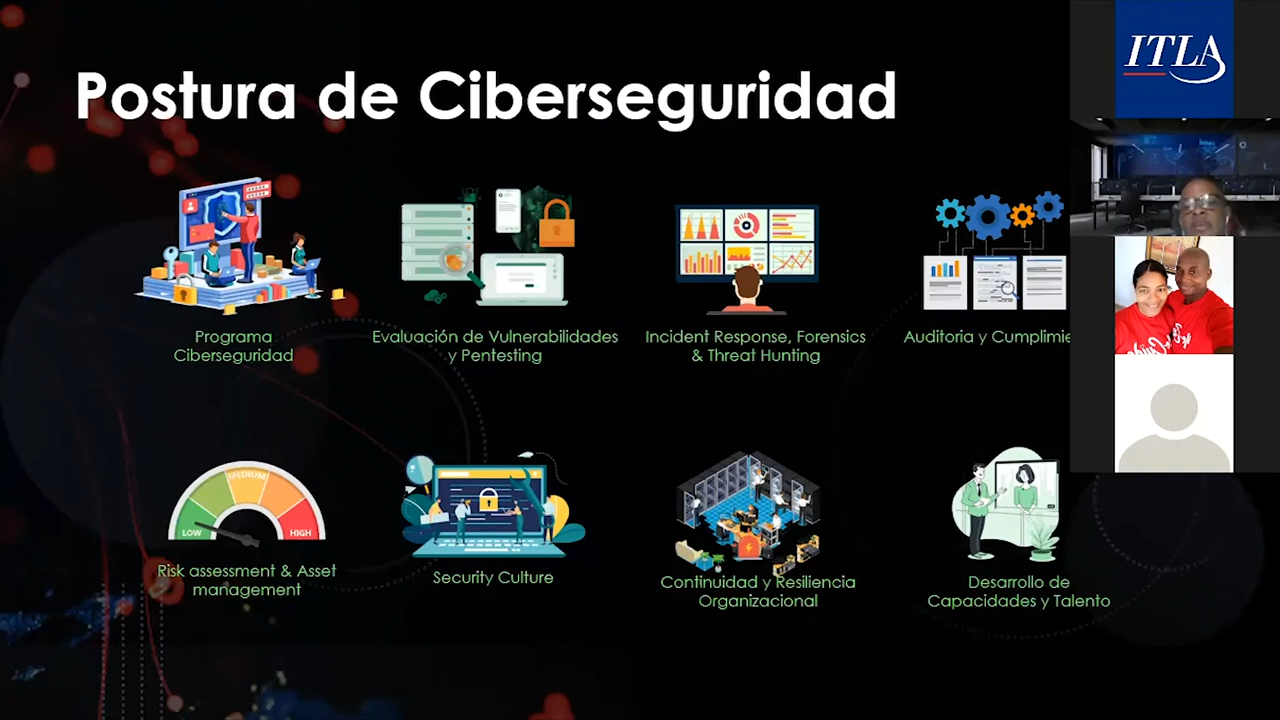 Postura de Ciberseguridad
ITLA
Programa
Ciberseguridad
Evaluación de Vulnerabilidades
y Pentesting
Incident Response, Forensics
& Threat Hunting
Auditoria y Cumplimie
LOW
MEDIUM
HIGH
Risk assessment & Asset
management
Security Culture
Continuidad y Resiliencia
Organizacional
Desarrollo de
Capacidades y Talento